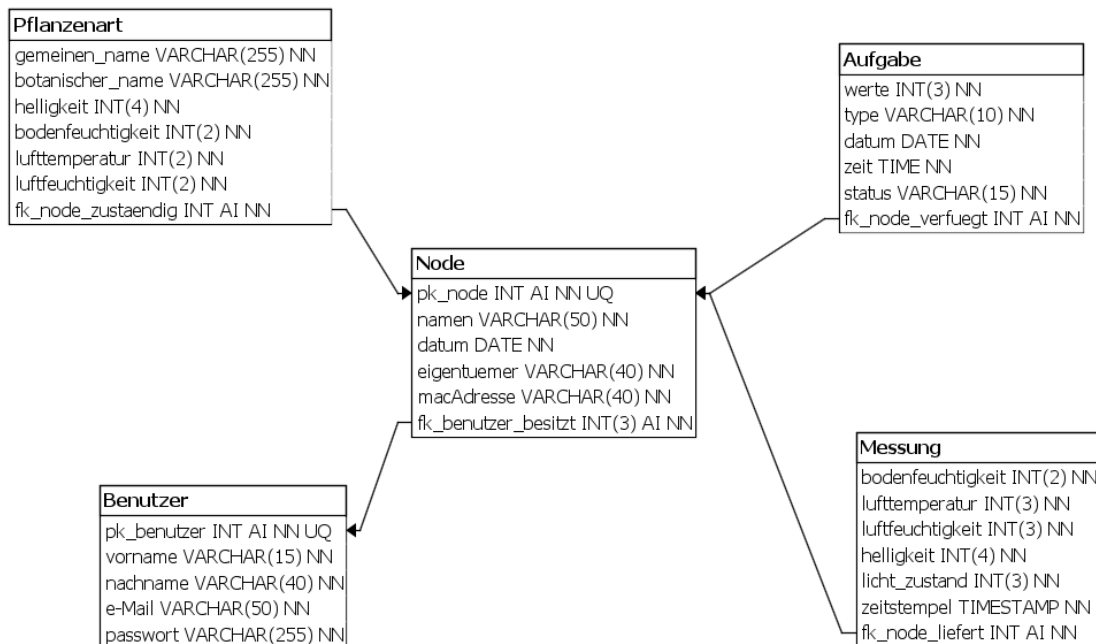 Pflanzenart
gemeinen_name VARCHAR(255) NN
botanischer_name VARCHAR(255) NN
helligkeit INT(4) NN
bodenfeuchtigkeit INT(2) NN
lufttemperatur INT(2) NN
luftfeuchtigkeit INT(2) NN
fk_node_zustaendig INT AI NN
Aufgabe
werte INT(3) NN
type VARCHAR(10) NN
datum DATE NN
zeit TIME NN
status VARCHAR(15) NN
fk_node_verfuegt INT AI NN
Node
pk_node INT AI NN UQ
namen VARCHAR(50) NN
datum DATE NN
eigentuemer VARCHAR(40) NN
macAdresse VARCHAR(40) NN
fk_benutzer_besitzt INT(3) AI NN
Benutzer
pk_benutzer INT AI NN UQ
vorname VARCHAR(15) NN
nachname VARCHAR(40) NN
e-Mail VARCHAR(50) NN
passwort VARCHAR(255) NN
Messung
bodenfeuchtigkeit INT(2) NN
lufttemperatur INT(3) NN
luftfeuchtigkeit INT(3) NN
helligkeit INT(4) NN
licht_zustand INT(3) NN
zeitstempel TIMESTAMP NN
fk_node_liefert INT AI NN